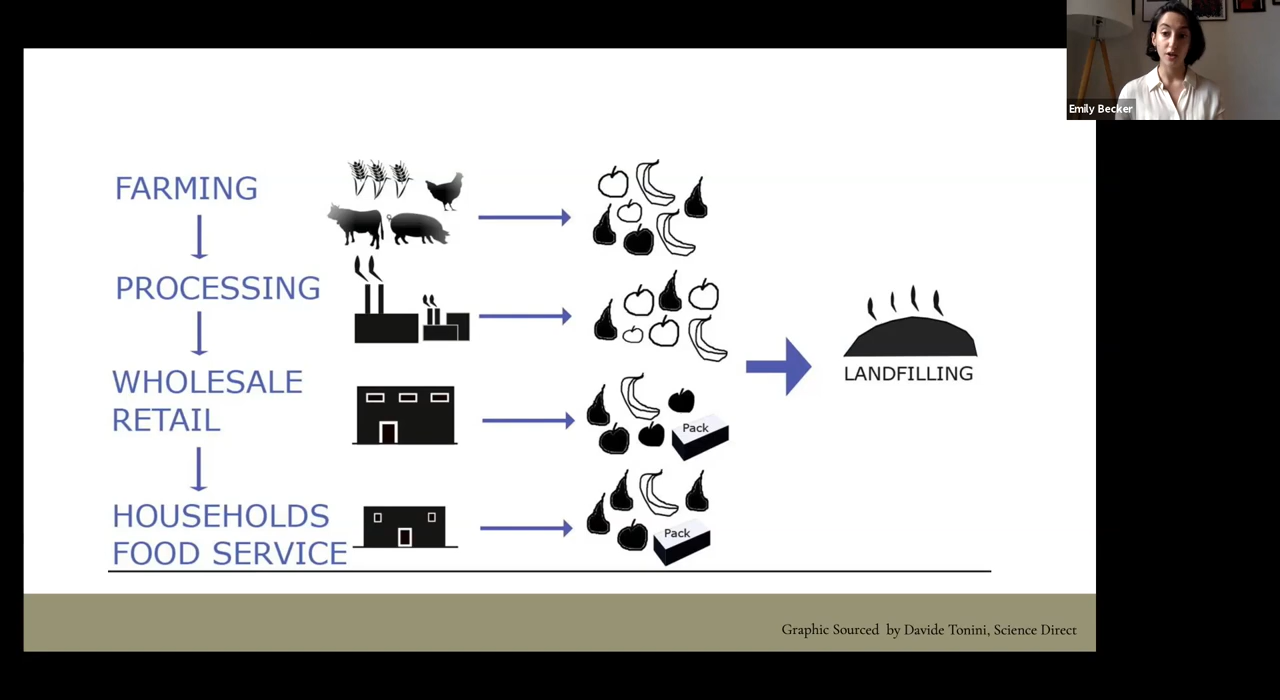 Emily Becker
FARMING
PROCESSING
WHOLESALE
RETAIL
Pack
HOUSEHOLDS
FOOD SERVICE
Pack
LANDFILLING
Graphic Sourced by Davide Tonini, Science Direct